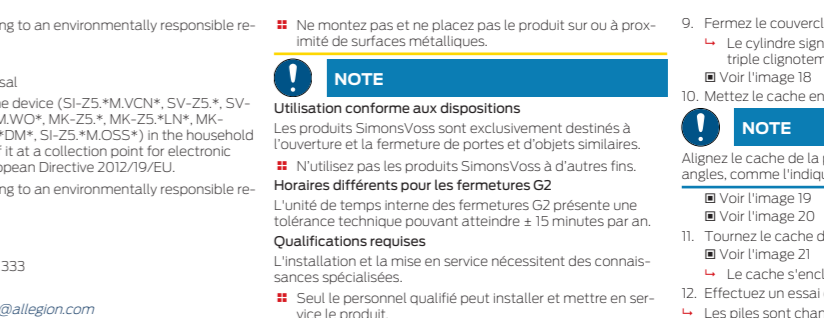 ng to an environmentally responsible re-
sal
e device (SI-Z5.*M.VCN*, SV-Z5.*, SV-
M.WO*, MK-Z5.*, MK-Z5.*LN*, MK-
*DM*, SI-Z5.*M.OSS*) in the household
f it at a collection point for electronic
opean Directive 2012/19/EU.
ng to an environmentally responsible re-
333
@allegion.com
Ne montez pas et ne placez pas le produit sur ou à prox-
imité de surfaces métalliques.
NOTE
Utilisation conforme aux dispositions
Les produits SimonsVoss sont exclusivement destinés à
l'ouverture et la fermeture de portes et d'objets similaires.
N'utilisez pas les produits SimonsVoss à d'autres fins.
Horaires différents pour les fermetures G2
L'unité de temps interne des fermetures G2 présente une
tolérance technique pouvant atteindre ± 15 minutes par an.
Qualifications requises
L'installation et la mise en service nécessitent des connais-
sances spécialisées.
Seul le personnel qualifié peut installer et mettre en ser-
vice le produit.
9. Fermez le couvercl
Le cylindre sign
triple clignotem
Voir l'image 18
10. Mettez le cache en
NOTE
Alignez le cache de la p
angles, comme l'indiqu
Voir l'image 19
Voir l'image 20
11. Tournez le cache d
Voir l'image 21
Le cache s'encl
12. Effectuez un essai
Les piles sont chan